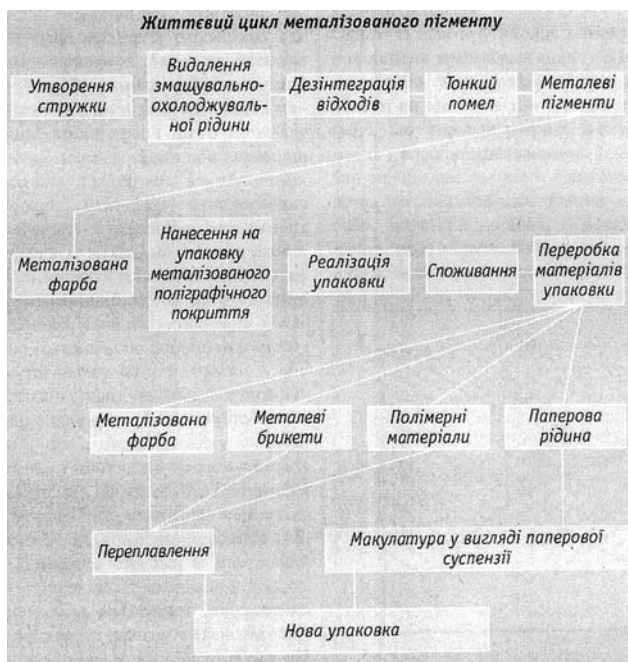 Життєвий цикл металізованого пігменту
Утворення
стружки
Видалення
змащувально-
охолоджуваль-
ної рідини
Дезінтеграція
відходів
Тонкий
помел
Металеві
пігменти
Металізована
фарба
Нанесення на
упаковку
металізованого
поліграфічного
покриття
Реалізація
упаковки
Споживання
Переробка
матеріалів
упаковки
Металізована
фарба
Металеві
брикети
Полімерні
матеріали
Паперова
рідина
Переплавлення
Макулатура у вигляді паперової
суспензії
Нова упаковка